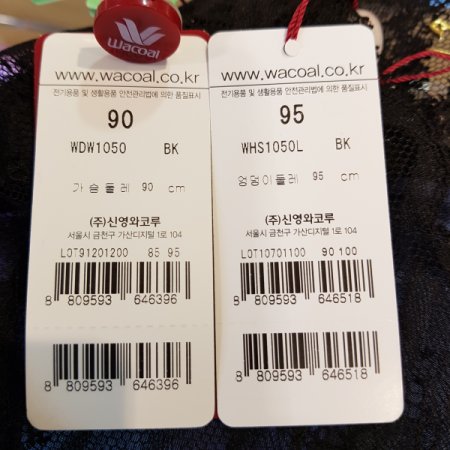 Wacoal
www.wacoal.co.kr
전기용품 및 생활용품 안전관리법에 의한 품질표시
90
WDW1050 BK
가슴둘레 90 cm
(주)신영와코루
서울시 금천구 가산디지털 1로 104
LOT91201200 85 95
8 809593 646396
8 809593 646396
www.wacoal.co.kr
전기용품 및 생활용품 안전관리법에 의한 품질표시
95
WHS1050L BK
엉덩이둘레 95 cm
(주)신영와코루
서울시 금천구 가산디지털 1로 104
LOT10701100 90 100
8 809593 646518
8 809593 646518